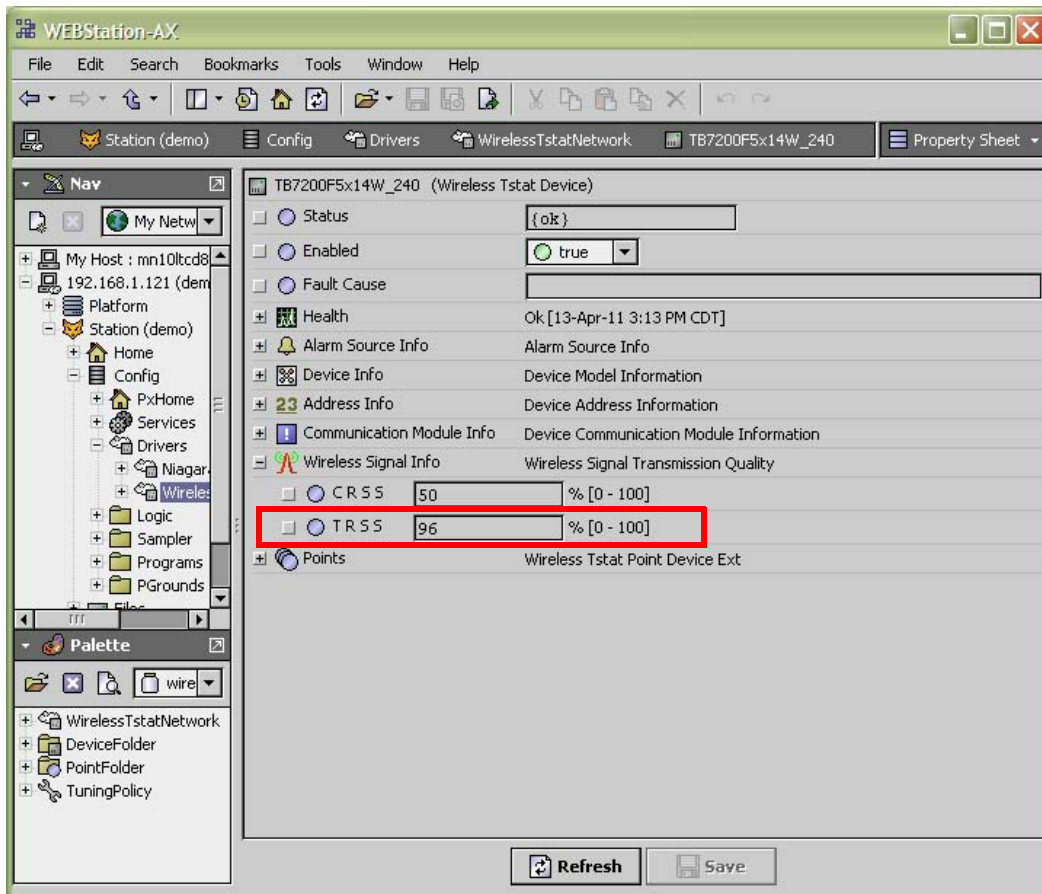 WEBStation-AX
File Edit Search Bookmarks Tools Window Help
Station (demo) Config Drivers WirelessTstatNetwork TB7200F5x14W_240 Property Sheet
Nav
My Netw
My Host : mn10ltcd8
192.168.1.121 (dem
Platform
Station (demo)
Home
Config
PxHome
Services
Drivers
Niagar
Wireles
Logic
Sampler
Programs
PGrounds
Palette
wire
WirelessTstatNetwork
DeviceFolder
PointFolder
TuningPolicy
TB7200F5x14W_240 (Wireless Tstat Device)
Status {ok}
Enabled true
Fault Cause
Health Ok [13-Apr-11 3:13 PM CDT]
Alarm Source Info Alarm Source Info
Device Info Device Model Information
23 Address Info Device Address Information
Communication Module Info Device Communication Module Information
Wireless Signal Info Wireless Signal Transmission Quality
C R S S 50 % [0 - 100]
T R S S 96 % [0 - 100]
Points Wireless Tstat Point Device Ext
Refresh Save